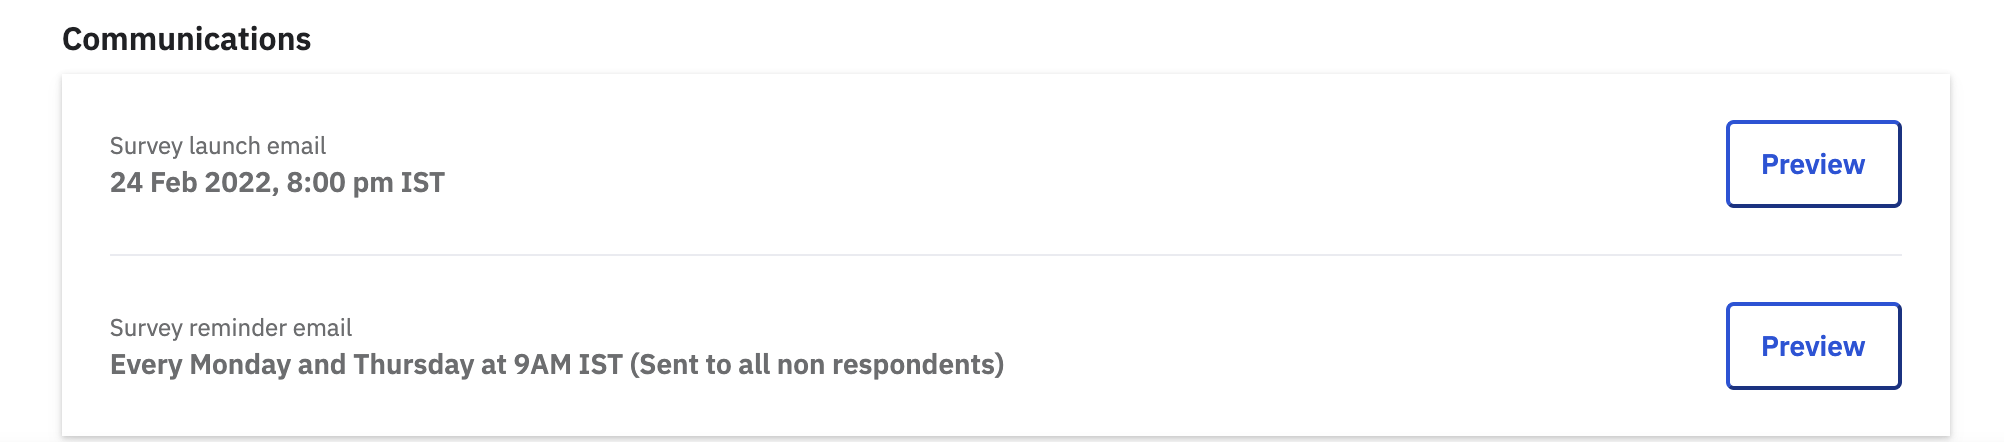 Communications
Survey launch email
24 Feb 2022, 8:00 pm IST
Preview
Survey reminder email
Every Monday and Thursday at 9AM IST (Sent to all non respondents)
Preview